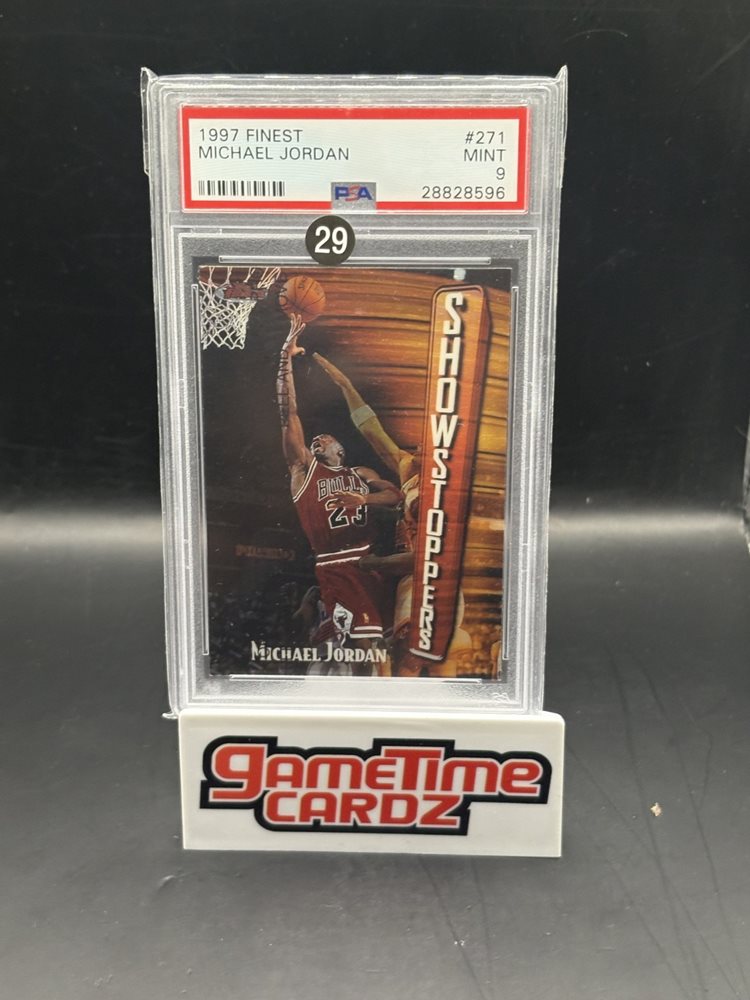 1997 FINEST #271
MICHAEL JORDAN MINT
9
PSA 28828596
29
SHOWSTOPPERS
BULLS
23
MICHAEL JORDAN
GAMETIME
CARDZ